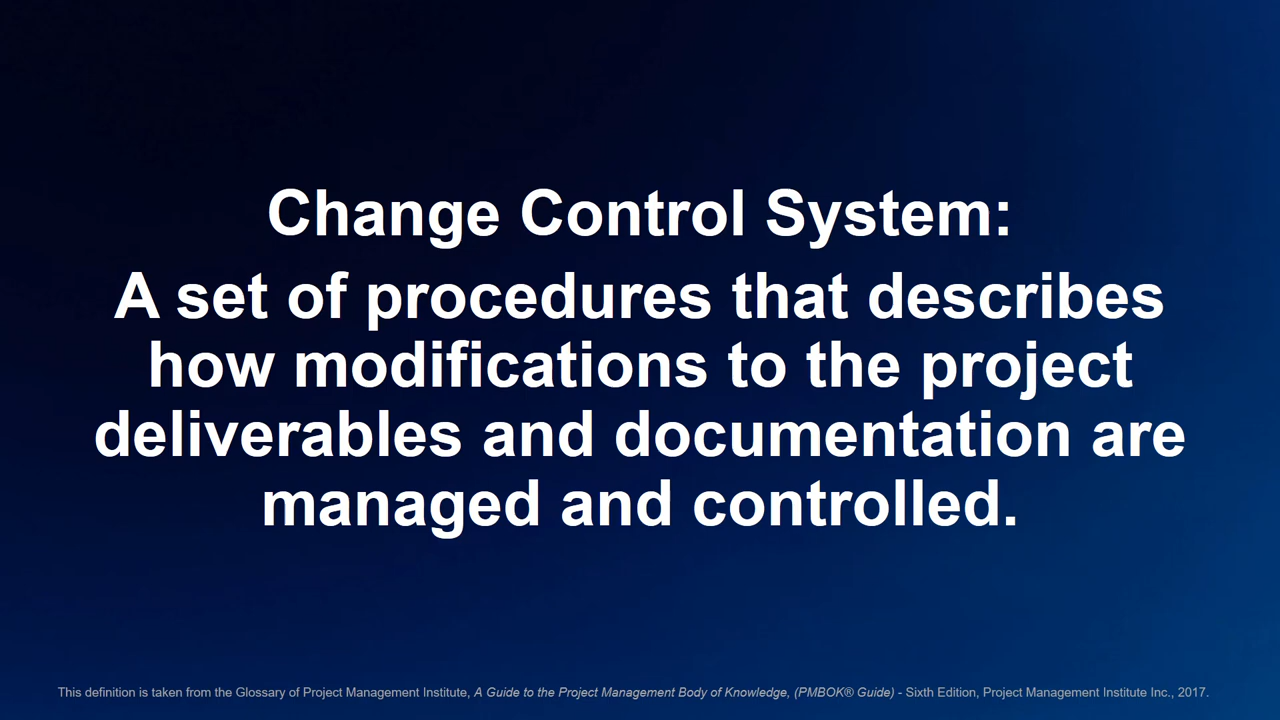 Change Control System:
A set of procedures that describes
how modifications to the project
deliverables and documentation are
managed and controlled.
This definition is taken from the Glossary of Project Management Institute, A Guide to the Project Management Body of Knowledge, (PMBOK® Guide) - Sixth Edition, Project Management Institute Inc., 2017.